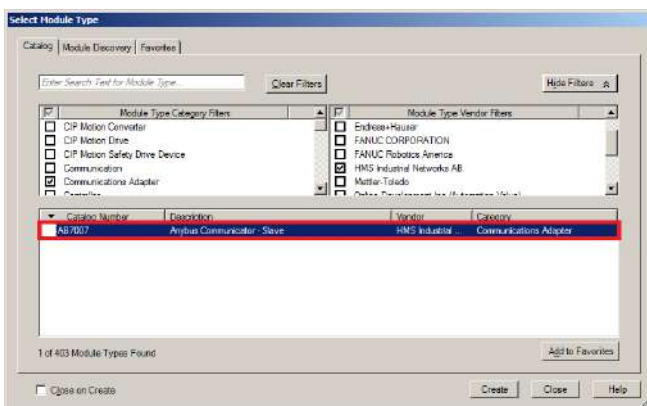 Select Module Type
Catalog Module Discovery Favorites
Enter Search Text for Module Type... Clear Filters Hide Filters
Module Type Category Filters Module Type Vendor Filters
CIP Motion Converter Endress+Hauser
CIP Motion Drive FANUC CORPORATION
CIP Motion Safety Drive Device FANUC Robotics America
Communication HMS Industrial Networks AB
Communications Adapter Mettler-Toledo
Controller
Catalog Number Description Vendor Category
AB7007 Anybus Communicator - Slave HMS Industrial ... Communications Adapter
1 of 403 Module Types Found Add to Favorites
Close on Create Create Close Help